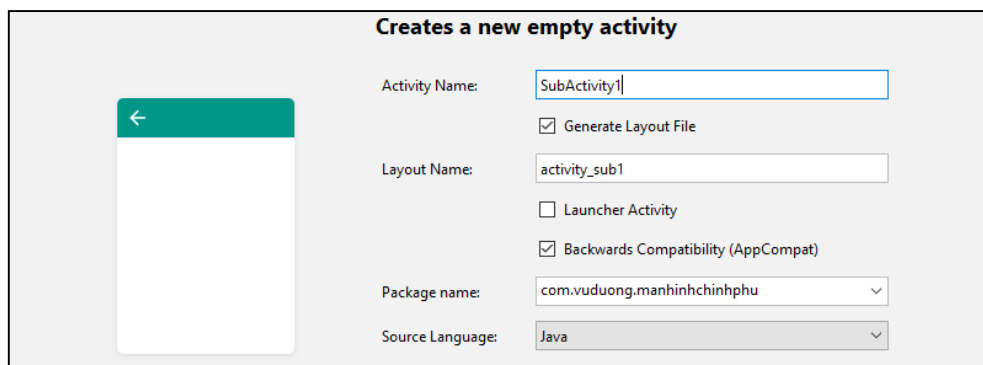 Creates a new empty activity
Activity Name: SubActivity1
Generate Layout File
Layout Name: activity_sub1
Launcher Activity
Backwards Compatibility (AppCompat)
Package name: com.vuduong.manhinhchinhphu
Source Language: Java